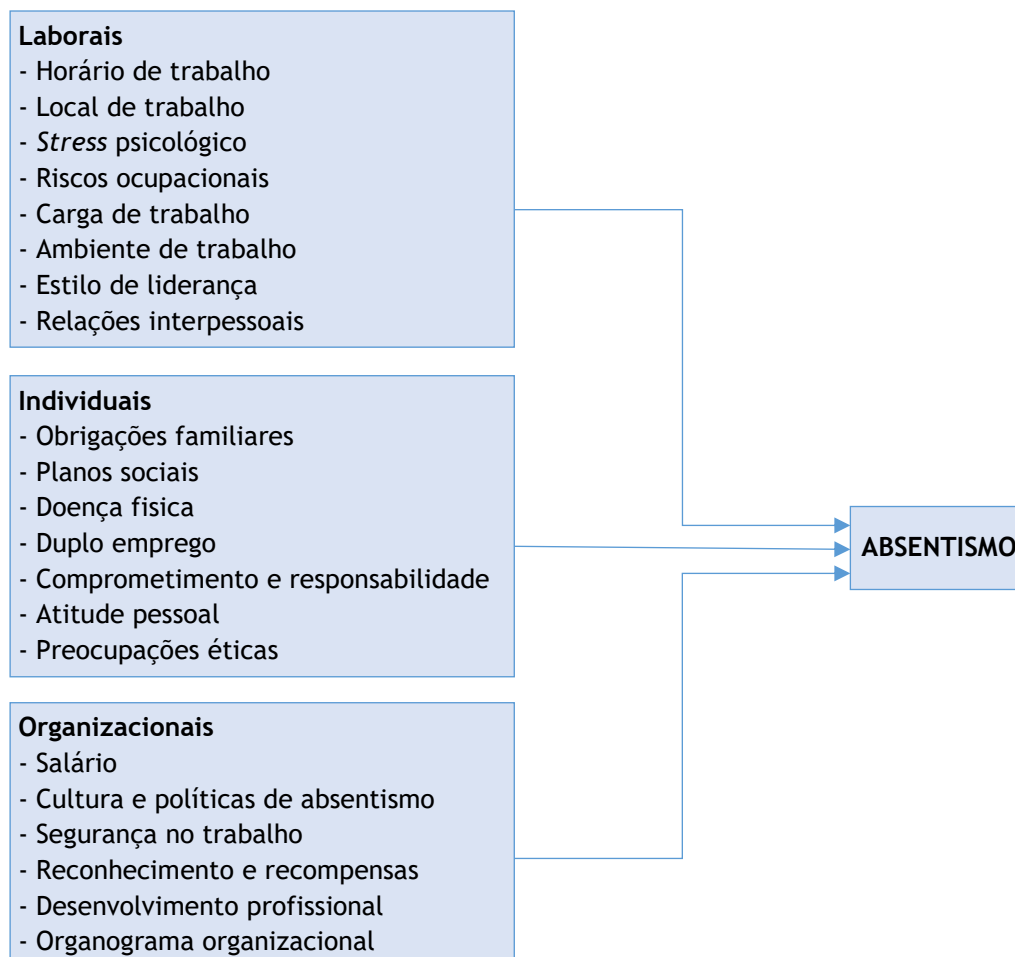 Laborais
- Horário de trabalho
- Local de trabalho
- Stress psicológico
- Riscos ocupacionais
- Carga de trabalho
- Ambiente de trabalho
- Estilo de liderança
- Relações interpessoais
Individuais
- Obrigações familiares
- Planos sociais
- Doença fisica
- Duplo emprego
- Comprometimento e responsabilidade
- Atitude pessoal
- Preocupações éticas
ABSENTISMO
Organizacionais
- Salário
- Cultura e políticas de absentismo
- Segurança no trabalho
- Reconhecimento e recompensas
- Desenvolvimento profissional
- Organograma organizacional